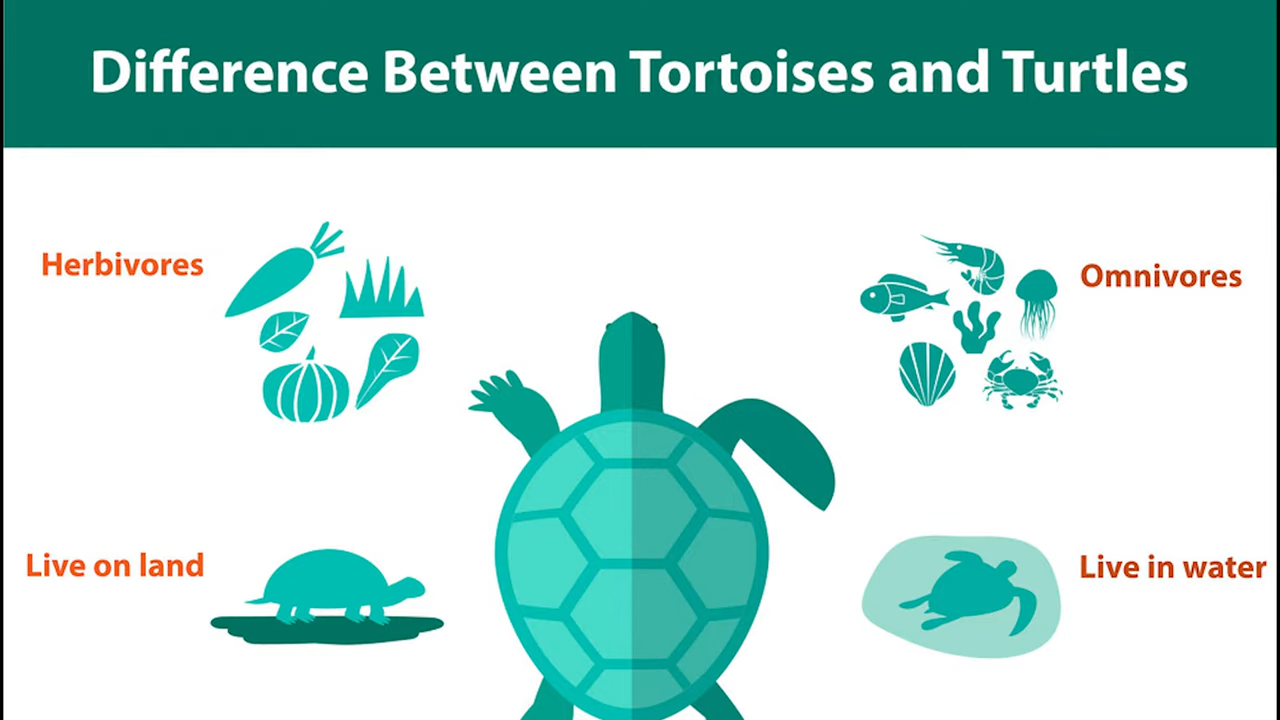 Difference Between Tortoises and Turtles
Herbivores
Omnivores
Live on land
Live in water